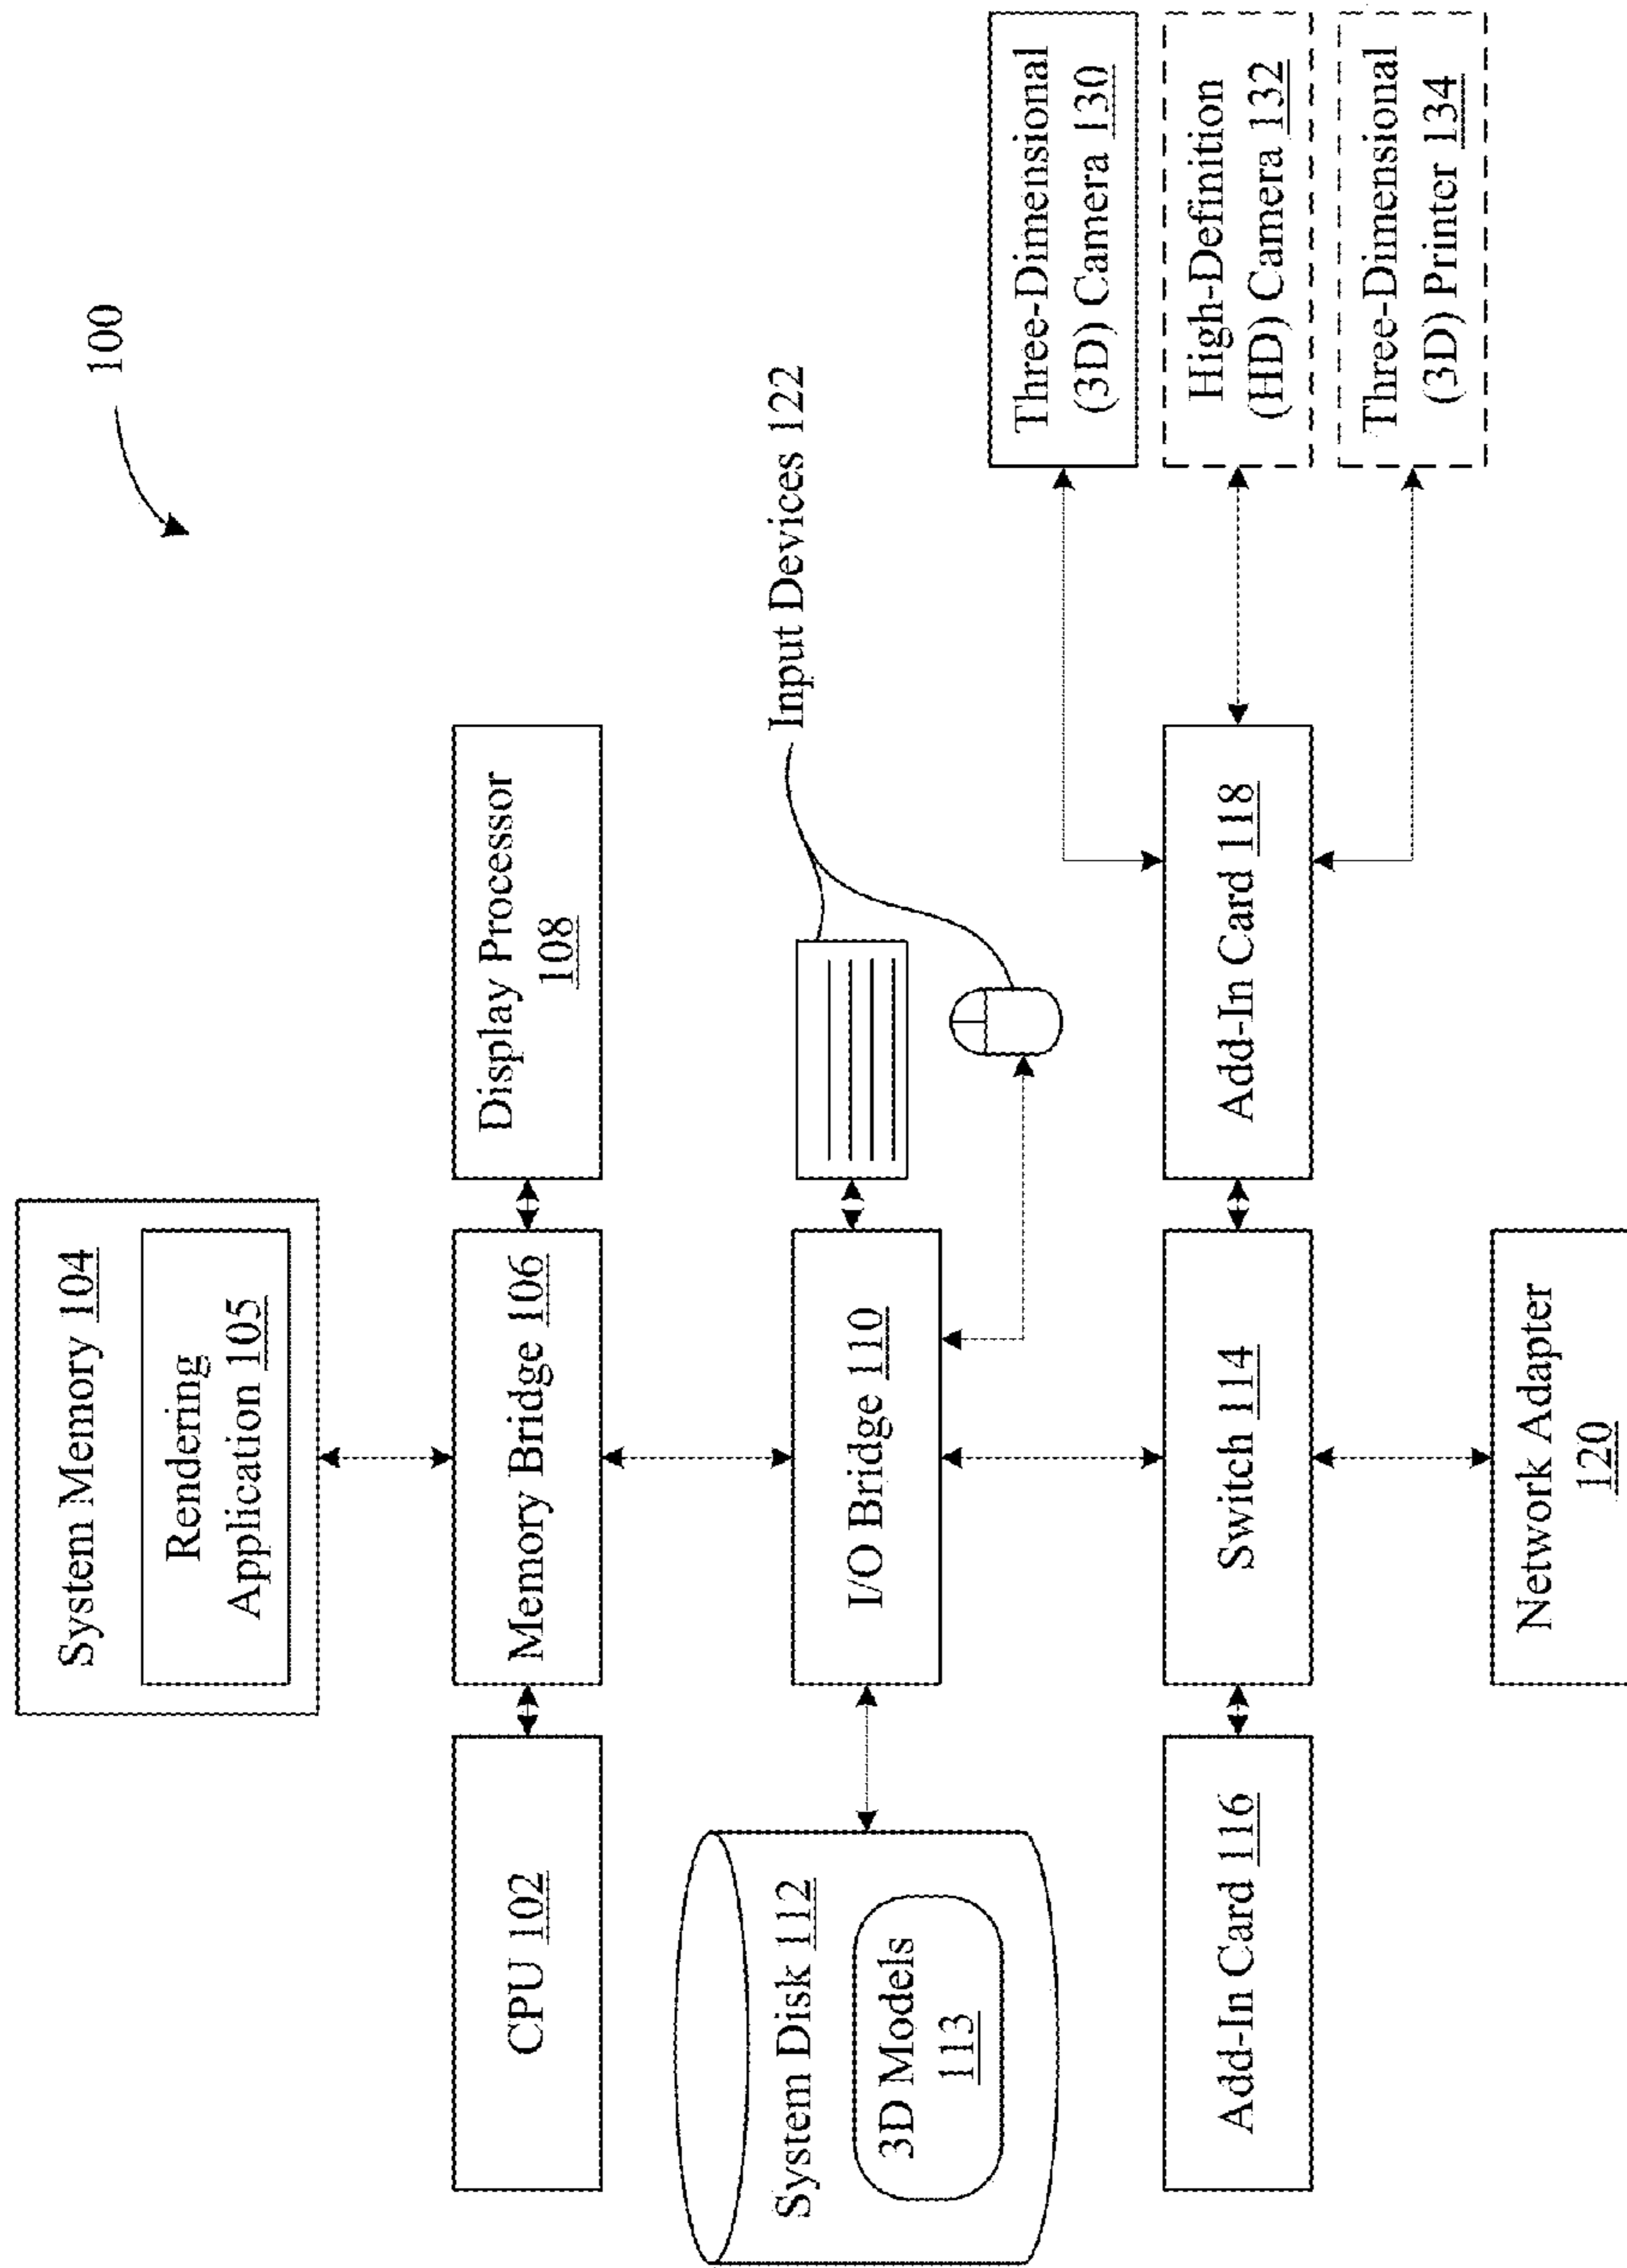 100
System Memory 104
Rendering
Application 105
CPU 102
Memory Bridge 106
Display Processor
108
System Disk 112
3D Models
113
I/O Bridge 110
Input Devices 122
Add-In Card 116
Switch 114
Add-In Card 118
Three-Dimensional
(3D) Camera 130
High-Definition
(HD) Camera 132
Three-Dimensional
(3D) Printer 134
Network Adapter
120